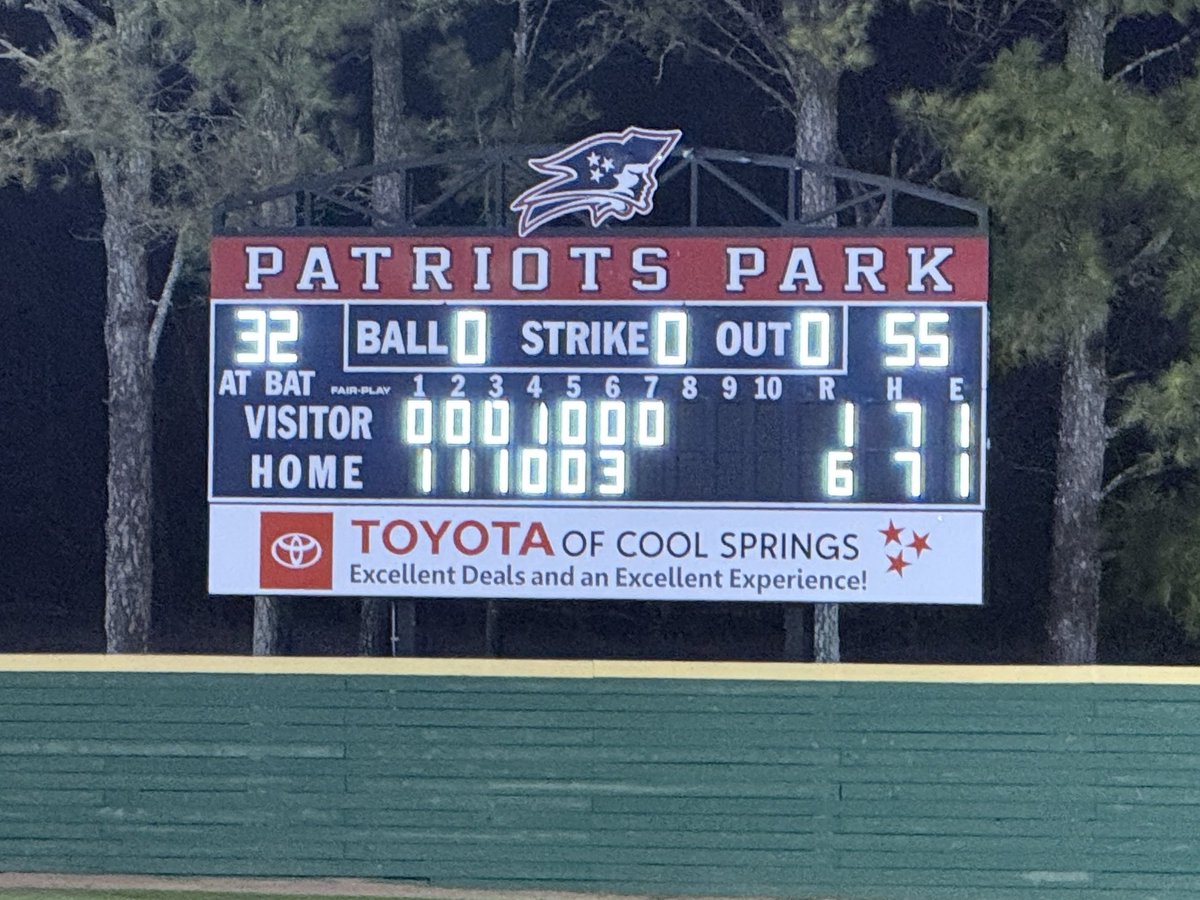 PATRIOTS PARK
32 BALL 0 STRIKE 0 OUT 0 55
AT BAT FAIR-PLAY 1 2 3 4 5 6 7 8 9 10 R H E
VISITOR 0 0 0 1 0 0 0 1 7 1
HOME 1 1 1 0 0 3 6 7 1
TOYOTA OF COOL SPRINGS
Excellent Deals and an Excellent Experience!